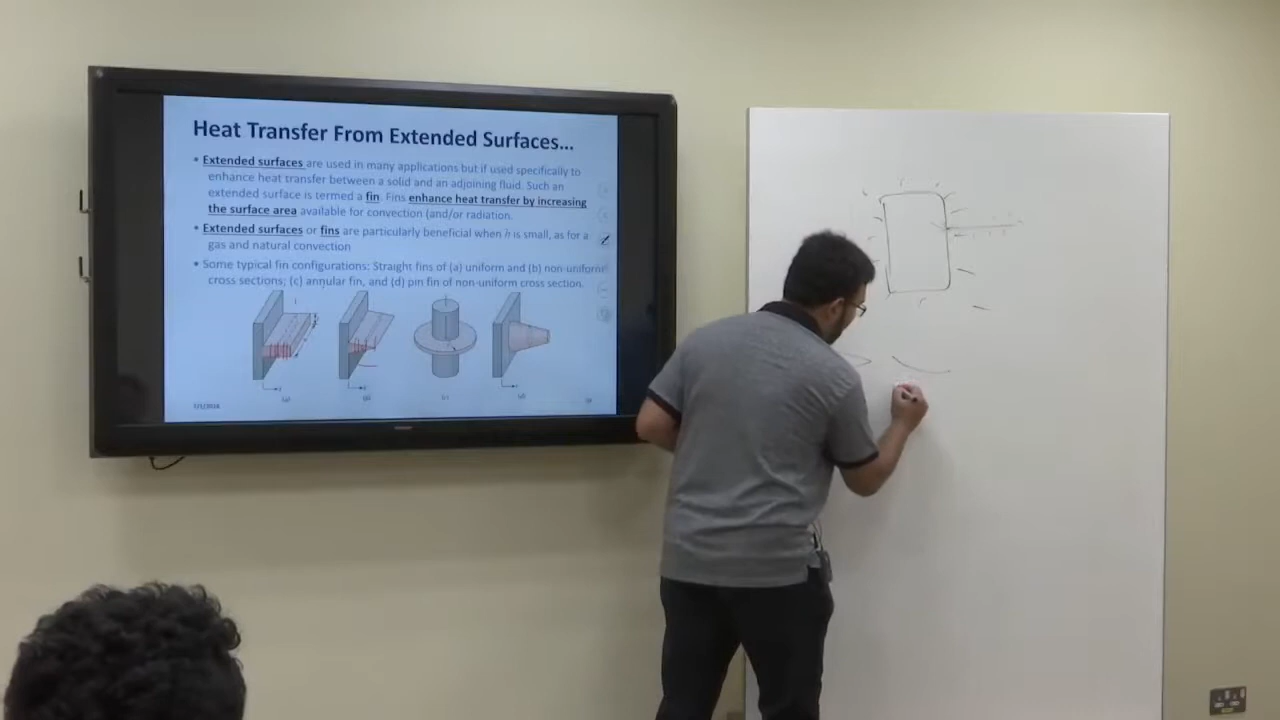 Heat Transfer From Extended Surfaces...
• Extended surfaces are used in many applications but if used specifically to
enhance heat transfer between a solid and an adjoining fluid. Such an
extended surface is termed a fin. Fins enhance heat transfer by increasing
the surface area available for convection (and/or radiation.
• Extended surfaces or fins are particularly beneficial when h is small, as for a
gas and natural convection
• Some typical fin configurations: Straight fins of (a) uniform and (b) non-uniform
cross sections; (c) annular fin, and (d) pin fin of non-uniform cross section.
(a) (b) (c) (d)